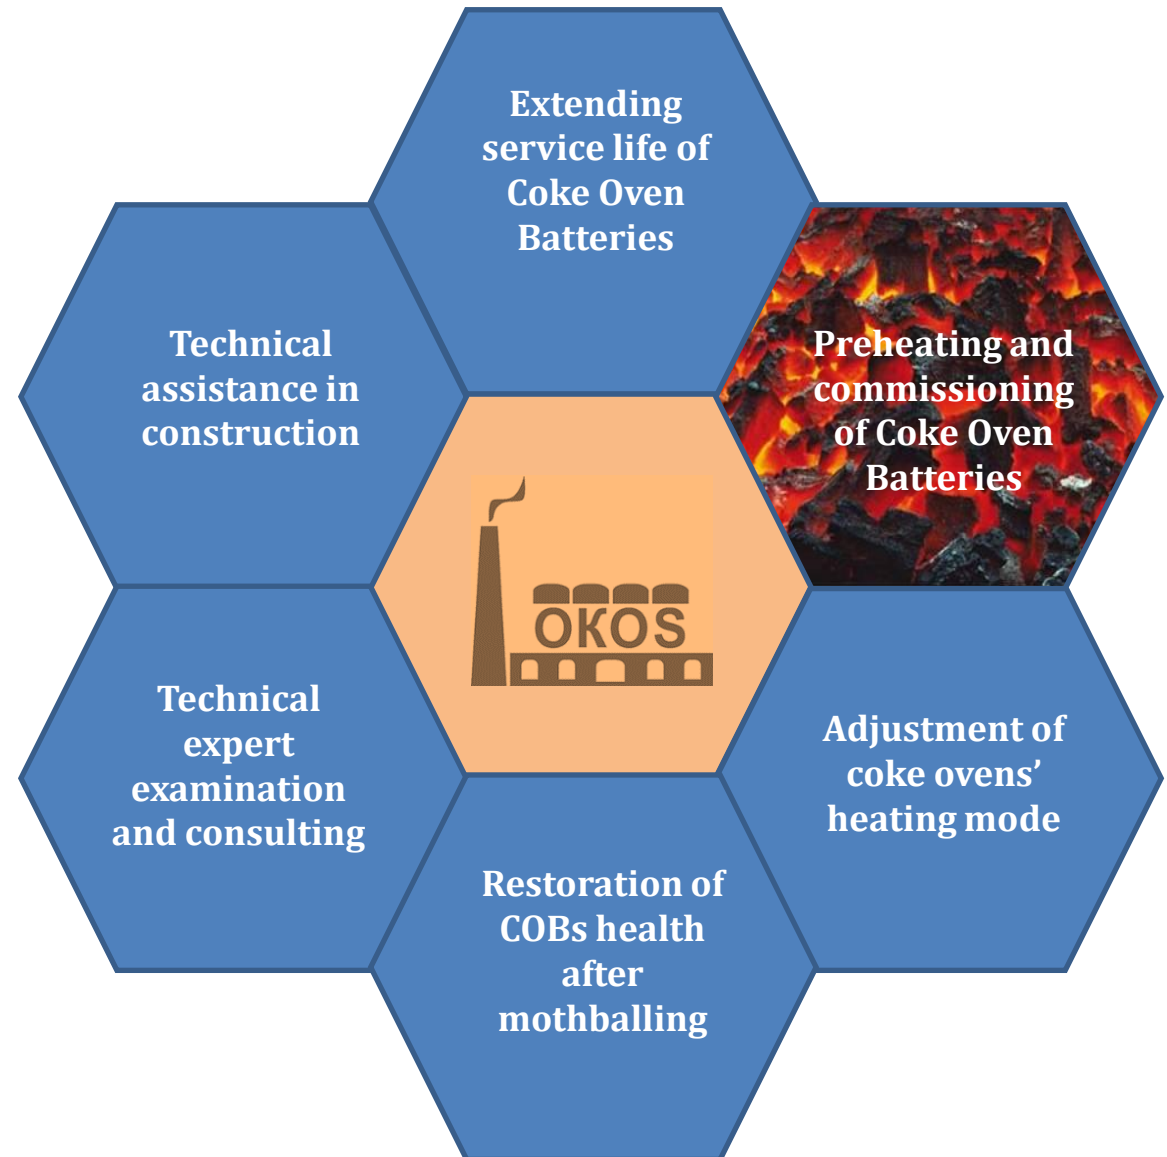 Extending
service life of
Coke Oven
Batteries
Technical
assistance in
construction
Preheating and
commissioning
of Coke Oven
Batteries
OKOS
Technical
expert
examination
and consulting
Adjustment of
coke ovens’
heating mode
Restoration of
COBs health
after
mothballing